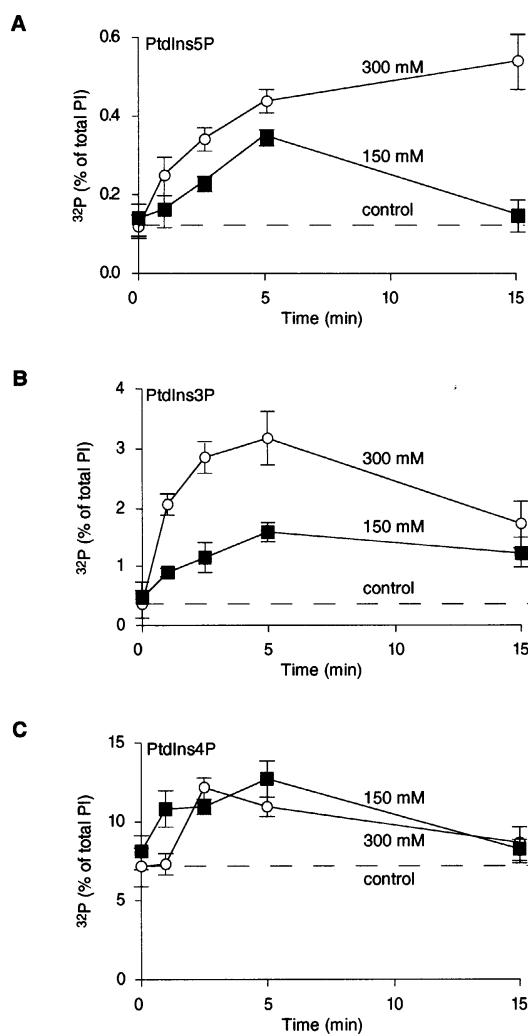 A
PtdIns5P
0.6
300 mM
0.4
150 mM
0.2
control
0.0
0 5 10 15
Time (min)
³²P (% of total PI)
B
PtdIns3P
4
3
300 mM
2
150 mM
1
control
0
0 5 10 15
Time (min)
³²P (% of total PI)
C
PtdIns4P
15
150 mM
10
300 mM
control
5
0
0 5 10 15
Time (min)
³²P (% of total PI)